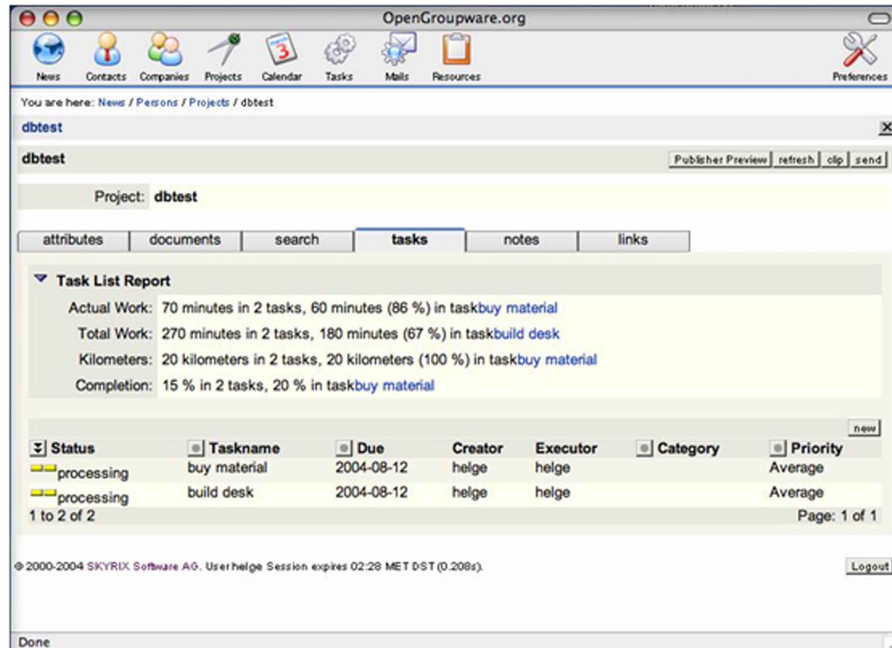 OpenGroupware.org
News Contacts Companies Projects Calendar Tasks Mails Resources Preferences
You are here: News / Persons / Projects / dbtest
dbtest
dbtest Publisher Preview refresh clip send
Project: dbtest
attributes documents search tasks notes links
Task List Report
Actual Work: 70 minutes in 2 tasks, 60 minutes (86 %) in taskbuy material
Total Work: 270 minutes in 2 tasks, 180 minutes (67 %) in taskbuild desk
Kilometers: 20 kilometers in 2 tasks, 20 kilometers (100 %) in taskbuy material
Completion: 15 % in 2 tasks, 20 % in taskbuy material
new
Status Taskname Due Creator Executor Category Priority
processing buy material 2004-08-12 helge helge Average
processing build desk 2004-08-12 helge helge Average
1 to 2 of 2 Page: 1 of 1
© 2000-2004 SKYRIX Software AG. User helge Session expires 02:28 MET DST (0.208s). Logout
Done